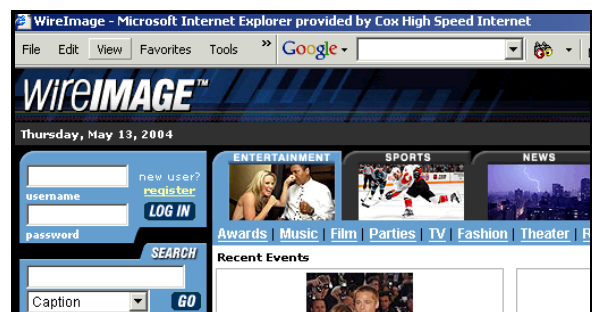 WireImage - Microsoft Internet Explorer provided by Cox High Speed Internet
File Edit View Favorites Tools » Google
WireIMAGE™
Thursday, May 13, 2004
ENTERTAINMENT SPORTS NEWS
new user?
register
username
LOG IN
password
Awards | Music | Film | Parties | TV | Fashion | Theater |
SEARCH
Recent Events
Caption GO